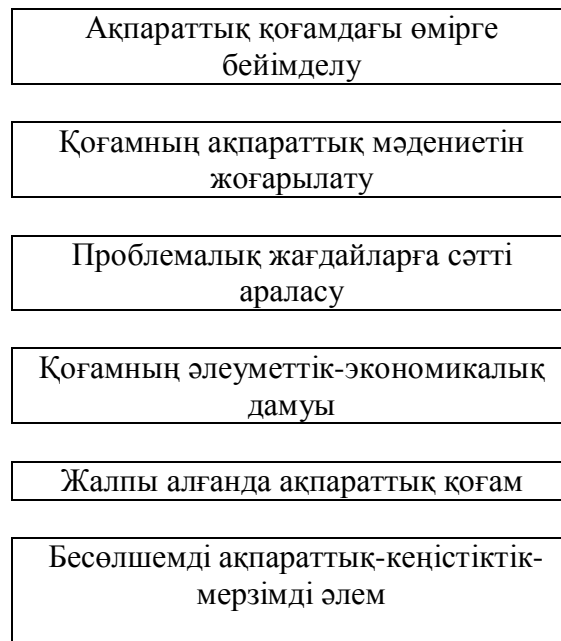 Ақпараттық қоғамдағы өмірге
бейімделу
Қоғамның ақпараттық мәдениетін
жоғарылату
Проблемалық жағдайларға сәтті
араласу
Қоғамның әлеуметтік-экономикалық
дамуы
Жалпы алғанда ақпараттық қоғам
Бесөлшемді ақпараттық-кеңістіктік-
мерзімді әлем